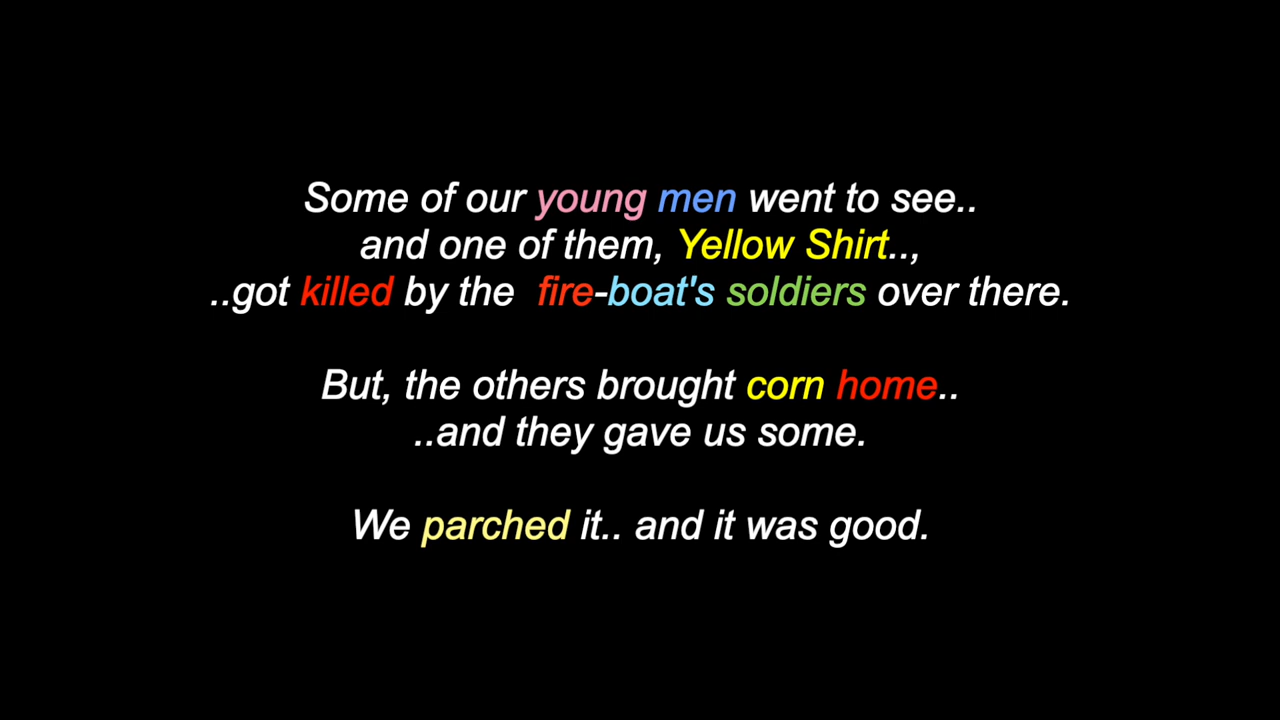 Some of our young men went to see..
and one of them, Yellow Shirt..,
..got killed by the  fire-boat's soldiers over there.
But, the others brought corn home..
..and they gave us some.
We parched it.. and it was good.